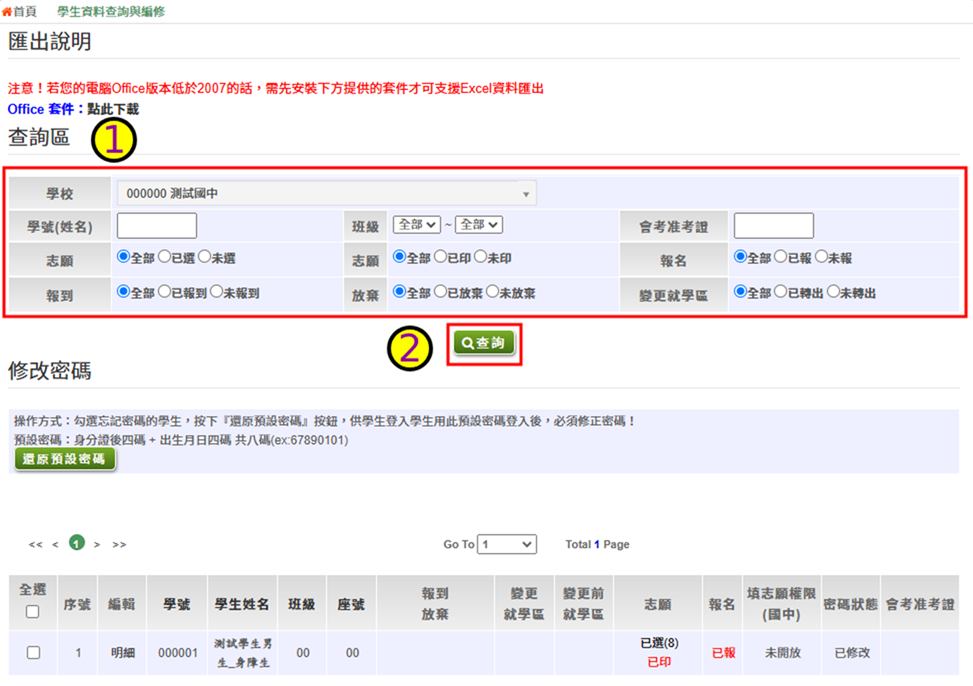 首頁 學生資料查詢與編修
匯出說明
注意！若您的電腦Office版本低於2007的話，需先安裝下方提供的套件才可支援Excel資料匯出
Office 套件：點此下載
查詢區 1
學校 000000 測試國中
學號(姓名) 班級 全部 ~ 全部 會考准考證
志願 全部 已選 未選 志願 全部 已印 未印 報名 全部 已報 未報
報到 全部 已報到 未報到 放棄 全部 已放棄 未放棄 變更就學區 全部 已轉出 未轉出
2 查詢
修改密碼
操作方式：勾選忘記密碼的學生，按下『還原預設密碼』按鈕，供學生登入學生用此預設密碼登入後，必須修正密碼！
預設密碼：身分證後四碼 + 出生月日四碼 共八碼(ex:67890101)
還原預設密碼
<< < 1 > >> Go To 1 Total 1 Page
全選 序號 編輯 學號 學生姓名 班級 座號 報到 放棄 變更 就學區 變更前 就學區 志願 報名 填志願權限 (國中) 密碼狀態 會考准考證
1 明細 000001 測試學生男 生_身障生 00 00 已選(8) 已印 已報 未開放 已修改